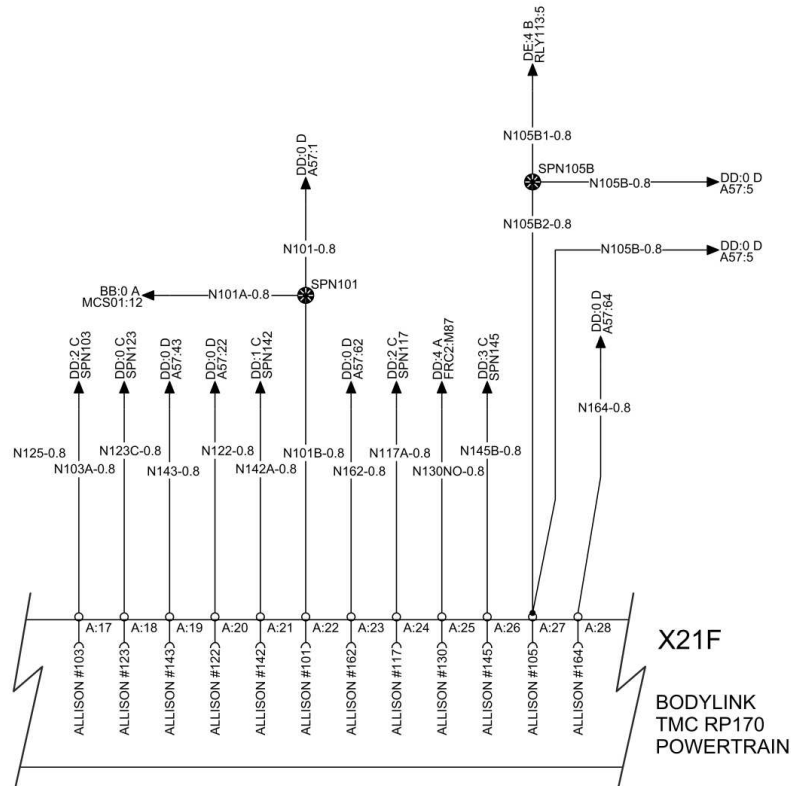 DE:4 B
RLY113:5
N105B1-0.8
SPN105B
N105B-0.8
DD:0 D
A57:5
N105B2-0.8
N105B-0.8
DD:0 D
A57:5
DD:0 D
A57:1
N101-0.8
SPN101
BB:0 A
MCS01:12
N101A-0.8
DD:0 D
A57:64
N164-0.8
DD:2 C
SPN103
DD:0 C
SPN123
DD:0 D
A57:43
DD:0 D
A57:22
DD:1 C
SPN142
DD:0 D
A57:62
DD:2 C
SPN117
DD:4 A
FRC2:M87
DD:3 C
SPN145
N125-0.8
N123C-0.8
N122-0.8
N101B-0.8
N117A-0.8
N145B-0.8
N103A-0.8
N143-0.8
N142A-0.8
N162-0.8
N130NO-0.8
A:17
A:18
A:19
A:20
A:21
A:22
A:23
A:24
A:25
A:26
A:27
A:28
ALLISON #103
ALLISON #123
ALLISON #143
ALLISON #122
ALLISON #142
ALLISON #101
ALLISON #162
ALLISON #117
ALLISON #130
ALLISON #145
ALLISON #105
ALLISON #164
X21F
BODYLINK
TMC RP170
POWERTRAIN